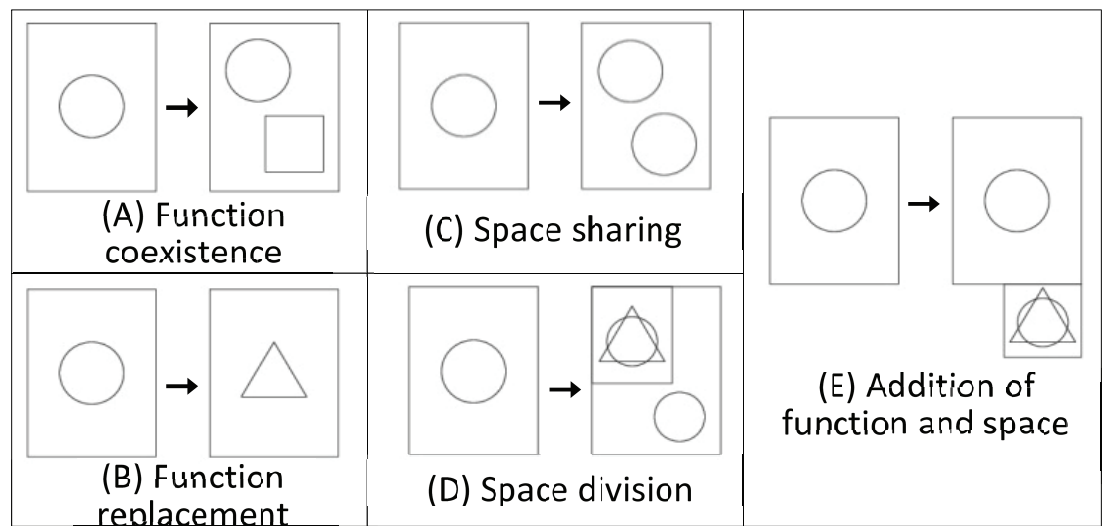 (A) Function
coexistence
(B) Function
replacement
(C) Space sharing
(D) Space division
(E) Addition of
function and space